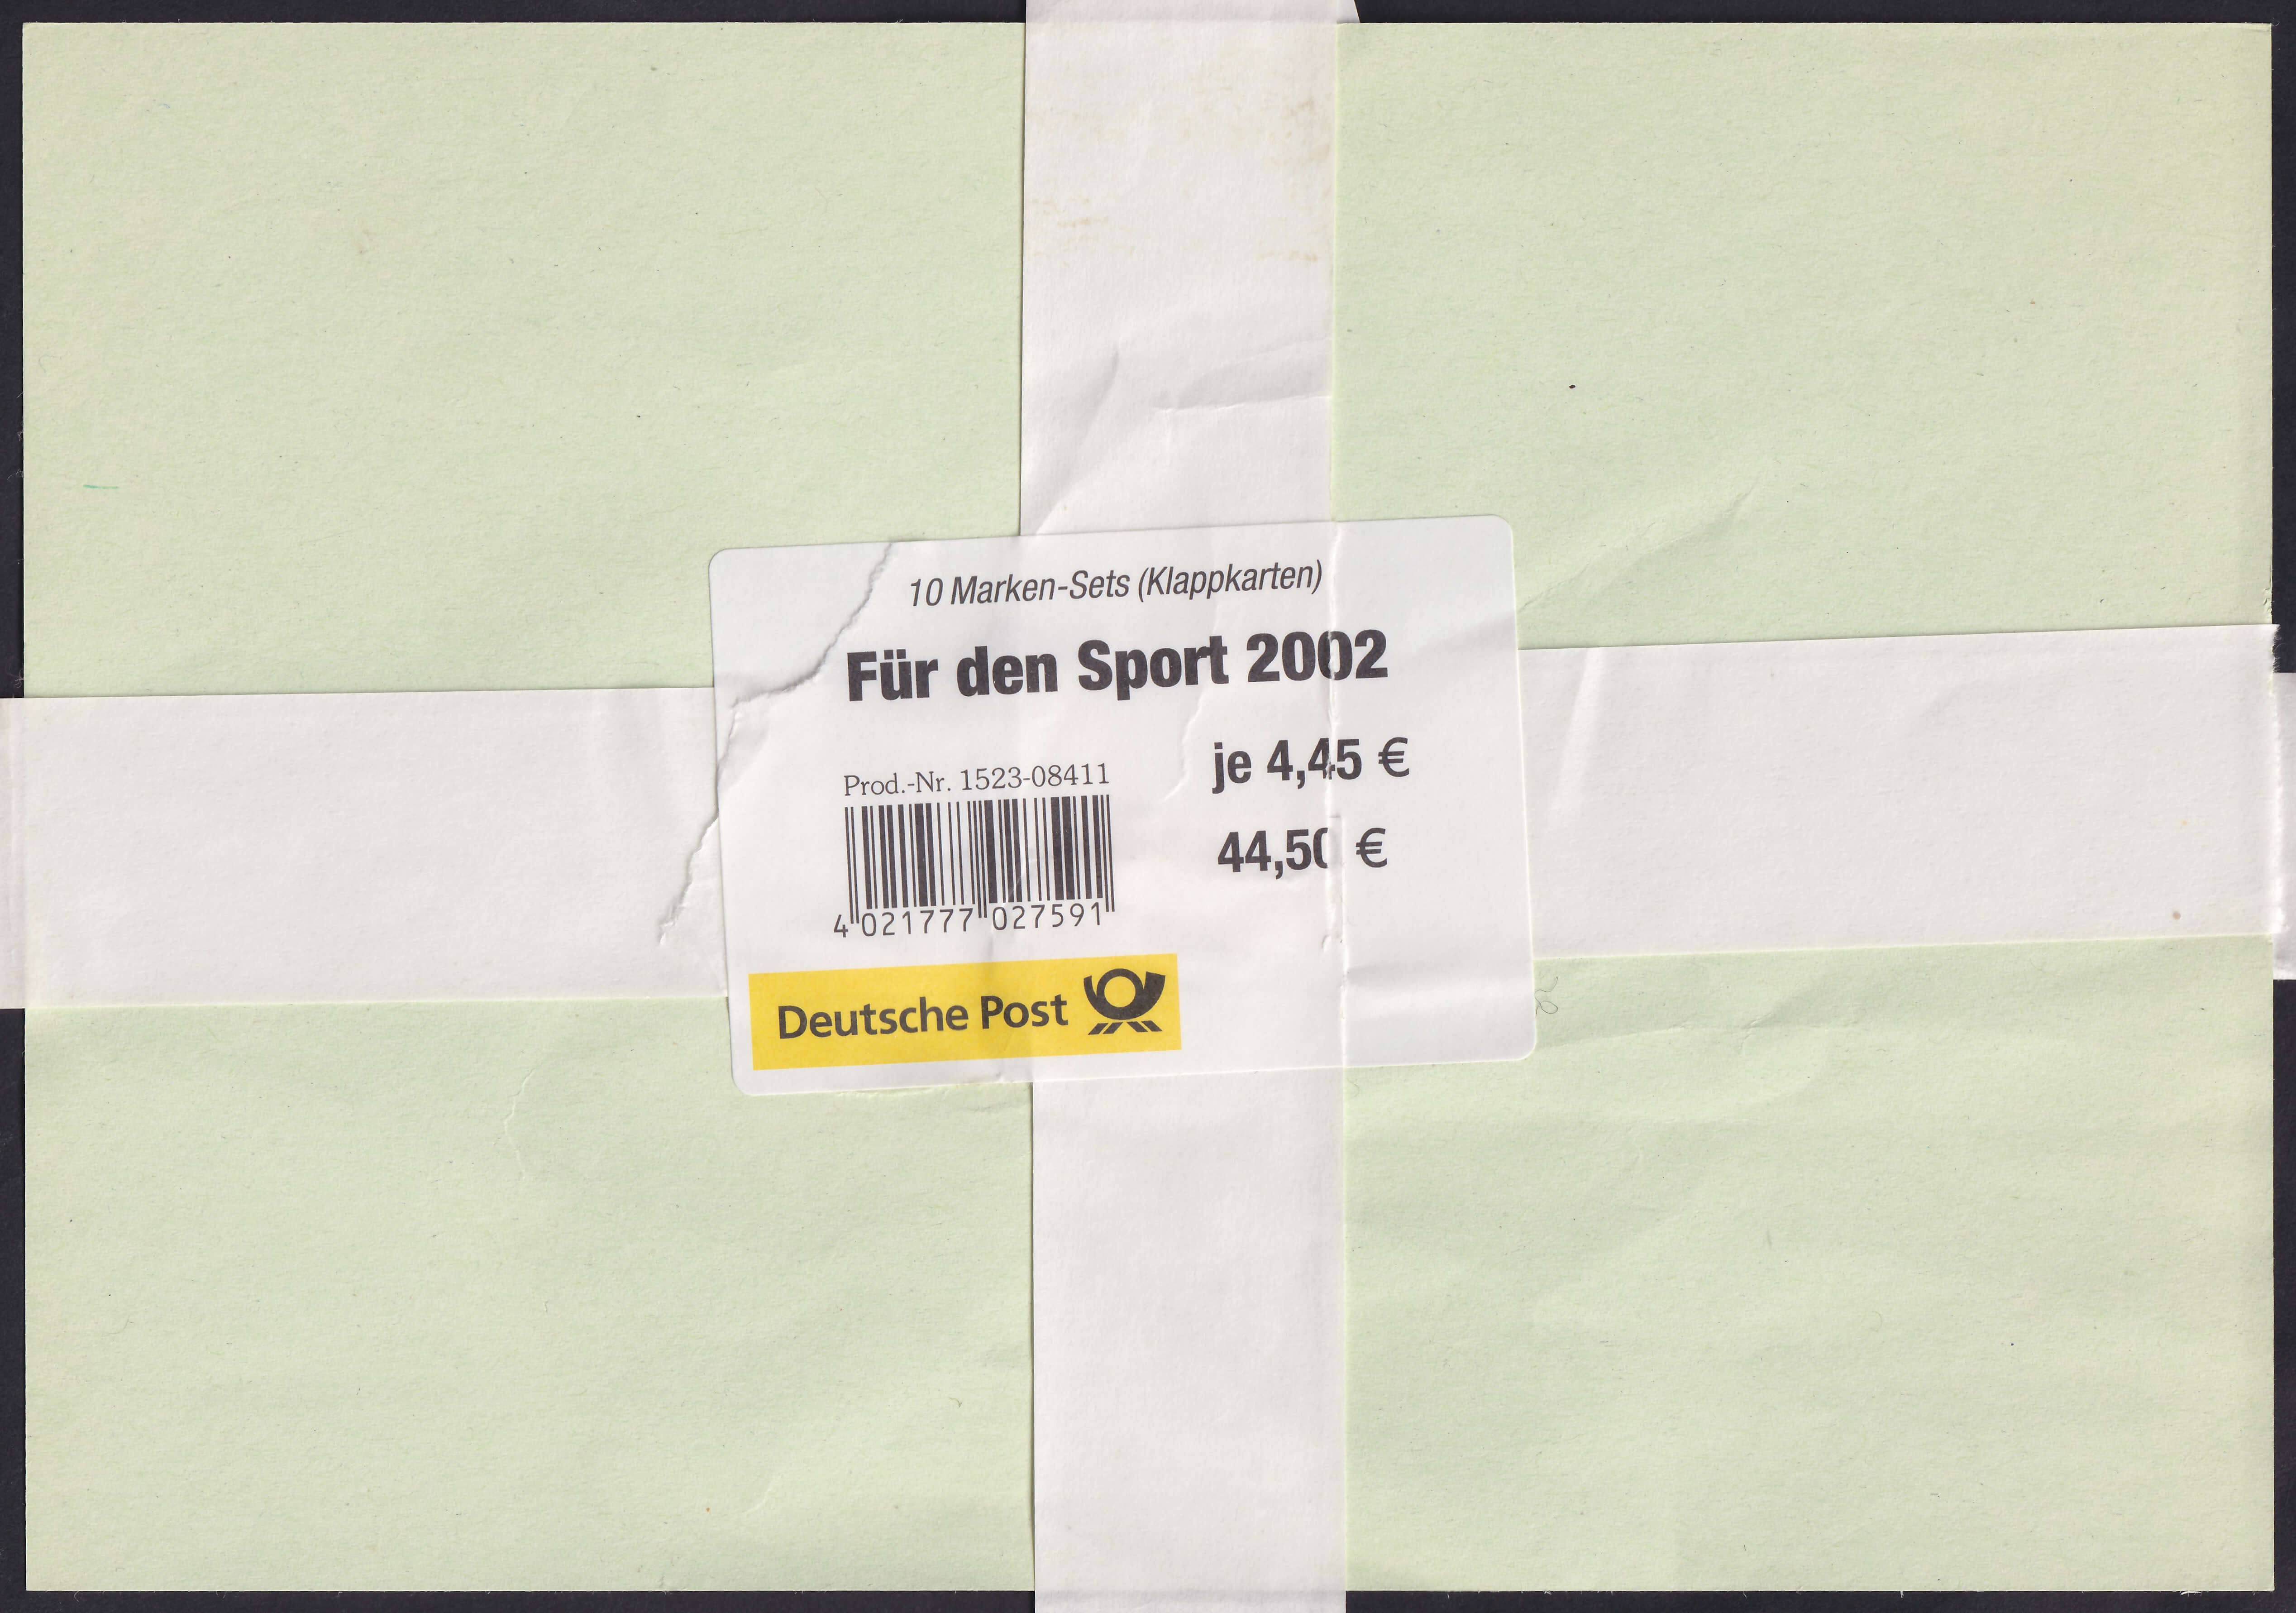 10 Marken-Sets (Klappkarten)
Für den Sport 2002
je 4,45 €
Prod.-Nr. 1523-08411
44,50 €
4 021777 027591
Deutsche Post